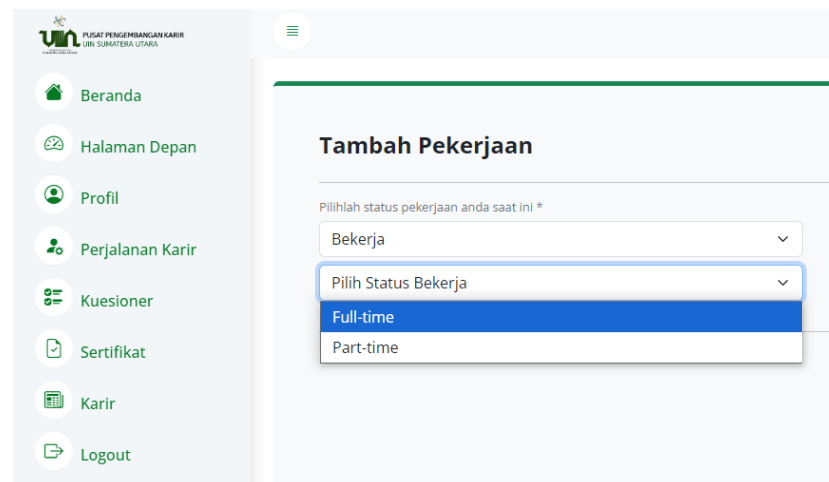 UIN
PUSAT PENGEMBANGAN KARIR
UIN SUMATERA UTARA
Beranda
Halaman Depan
Profil
Perjalanan Karir
Kuesioner
Sertifikat
Karir
Logout
Tambah Pekerjaan
Pilihlah status pekerjaan anda saat ini *
Bekerja
Pilih Status Bekerja
Full-time
Part-time